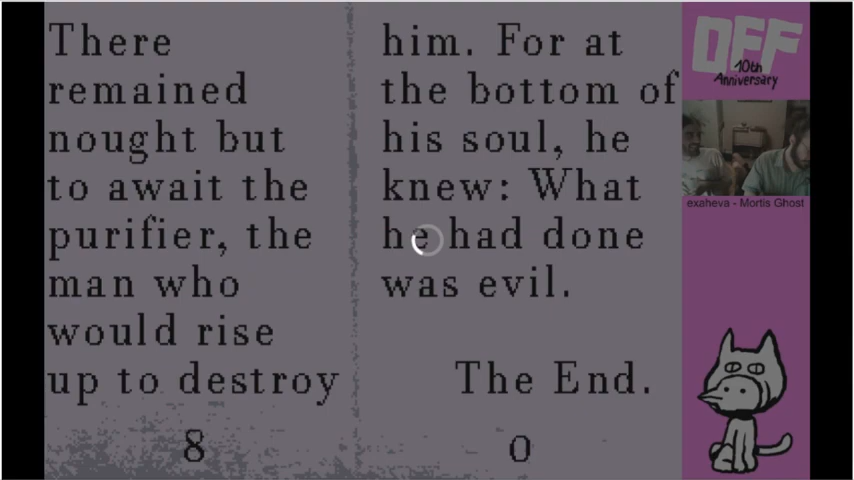 There
remained
nought but
to await the
purifier, the
man who
would rise
up to destroy
8
him. For at
the bottom of
his soul, he
knew: What
he had done
was evil.
The End.
0
OFF
10th
Anniversary
exaheva - Mortis Ghost